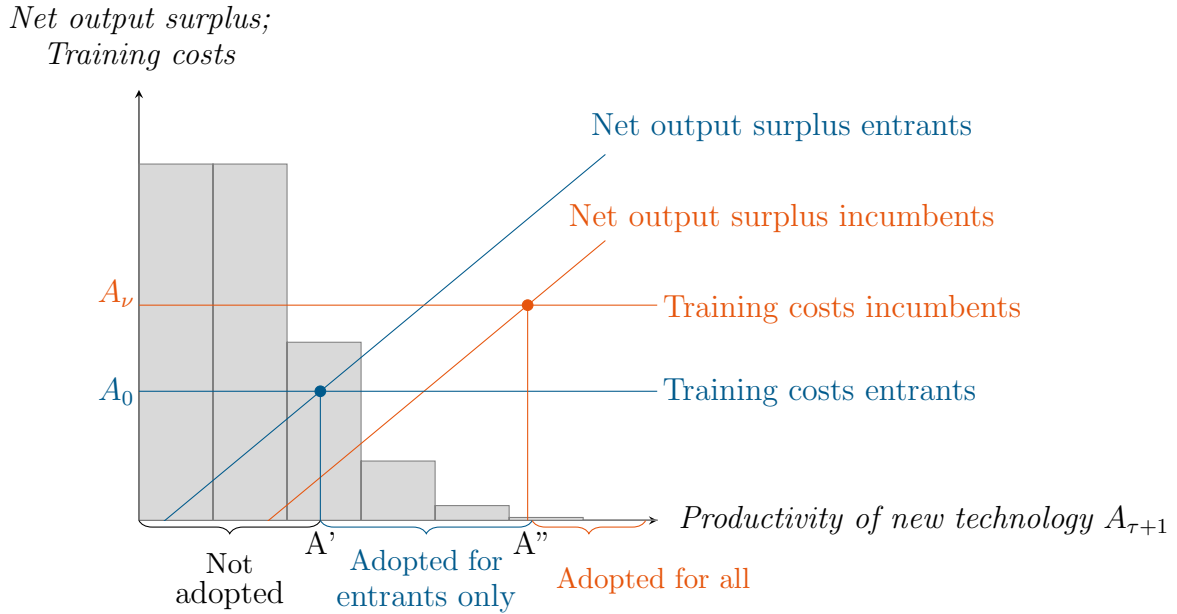 Net output surplus;
Training costs
Net output surplus entrants
Net output surplus incumbents
A_ν
Training costs incumbents
A_0
Training costs entrants
Productivity of new technology A_{τ+1}
A'
A"
Not
adopted
Adopted for
entrants only
Adopted for all